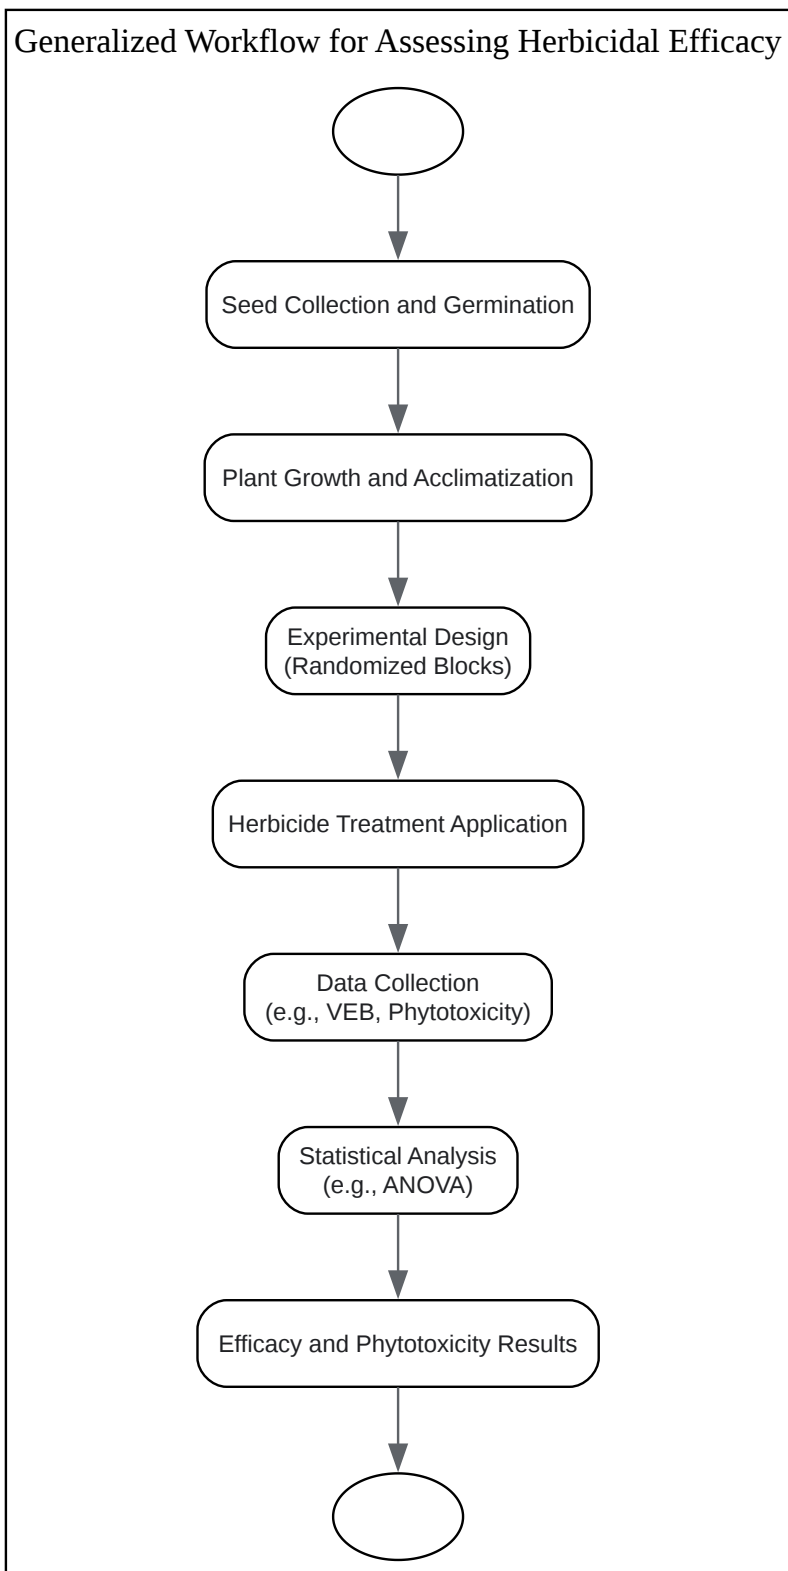 Generalized Workflow for Assessing Herbicidal Efficacy
Seed Collection and Germination
Plant Growth and Acclimatization
Experimental Design
(Randomized Blocks)
Herbicide Treatment Application
Data Collection
(e.g., VEB, Phytotoxicity)
Statistical Analysis
(e.g., ANOVA)
Efficacy and Phytotoxicity Results